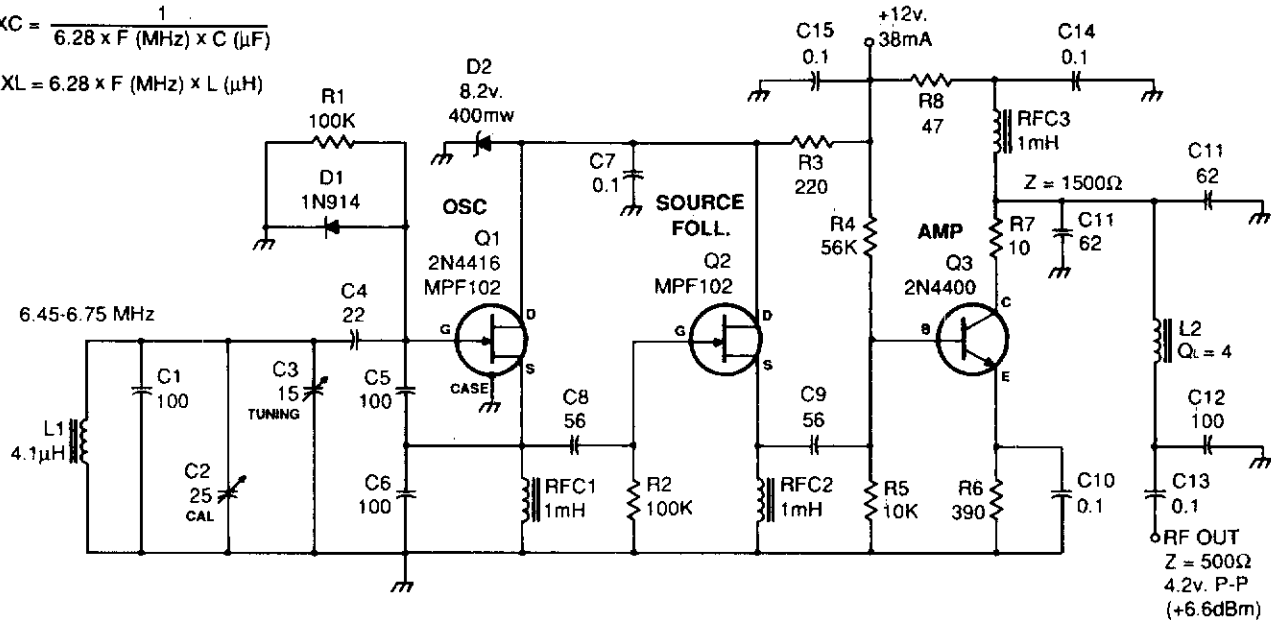 XC = 1 / 6.28 x F (MHz) x C (µF)
XL = 6.28 x F (MHz) x L (µH)
R1
100K
D1
1N914
D2
8.2v.
400mw
C15
0.1
+12v.
38mA
C14
0.1
R8
47
RFC3
1mH
C7
0.1
R3
220
C11
62
Z = 1500Ω
C11
62
OSC
Q1
2N4416
MPF102
SOURCE
FOLL.
Q2
MPF102
R4
56K
AMP
Q3
2N4400
R7
10
6.45-6.75 MHz
C4
22
G
D
S
CASE
G
D
S
B
C
E
L2
QL = 4
C1
100
C3
15
TUNING
C5
100
C8
56
C9
56
C12
100
L1
4.1µH
C2
25
CAL
C6
100
RFC1
1mH
R2
100K
RFC2
1mH
R5
10K
R6
390
C10
0.1
C13
0.1
RF OUT
Z = 500Ω
4.2v. P-P
(+6.6dBm)